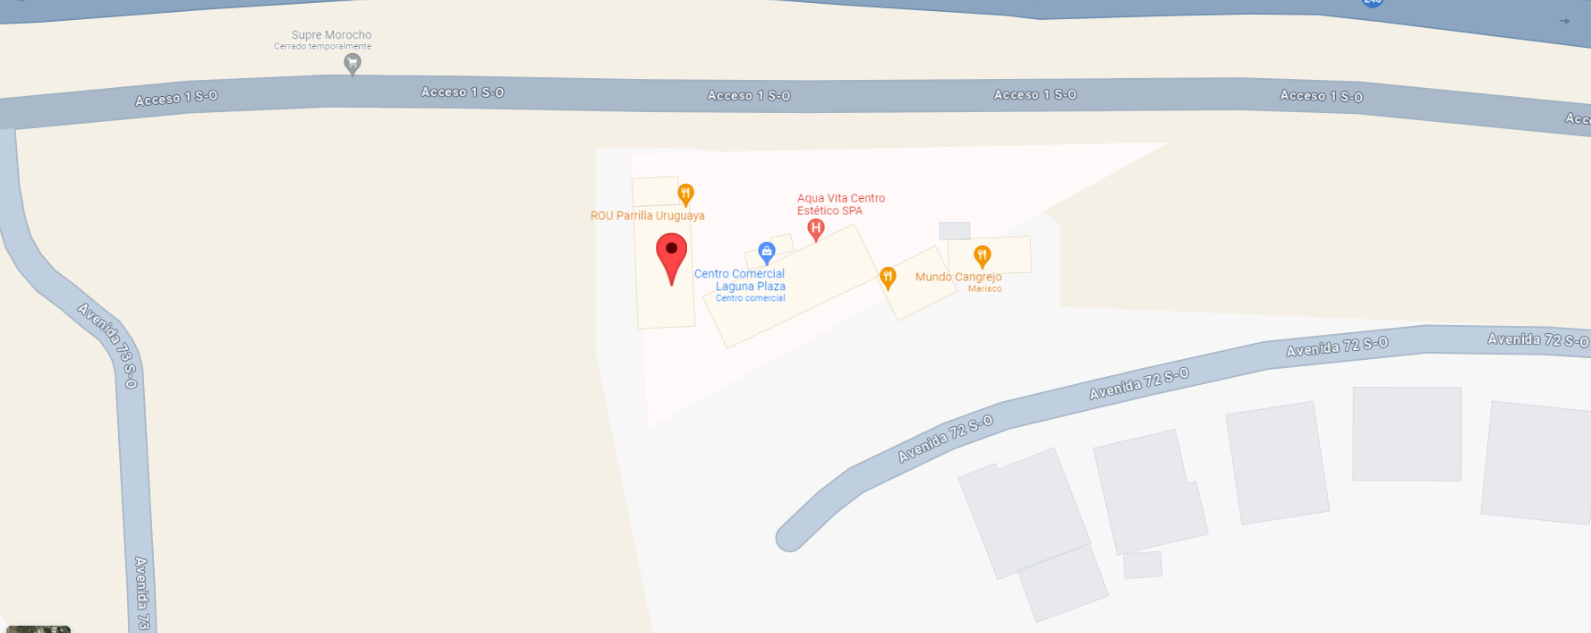 240
Supre Morocho
Cerrado temporalmente
Acceso 1 S-O
Acceso 1 S-O
Acceso 1 S-O
Acceso 1 S-O
Acceso 1 S-O
Acce
ROU Parrilla Uruguaya
Aqua Vita Centro
Estético SPA
Centro Comercial
Laguna Plaza
Centro comercial
Mundo Cangrejo
Marisco
Avenida 73 S-O
Avenida 72 S-O
Avenida 72 S-O
Avenida 72 S-O
Avenida 72 S-O
Avenida 73